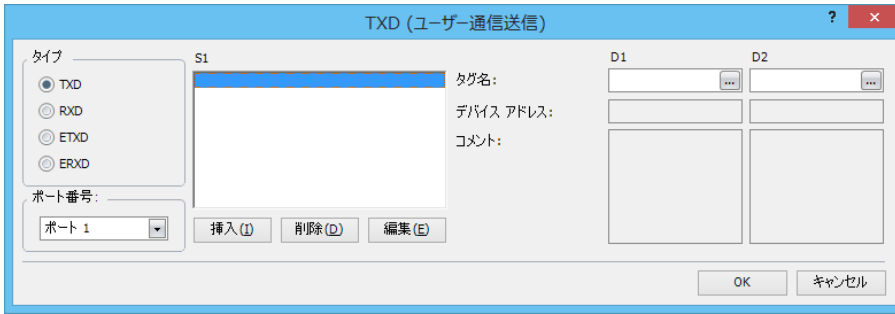 TXD (ユーザー通信送信)
?
×
タイプ
TXD
RXD
ETXD
ERXD
ポート番号:
ポート 1
S1
挿入(I)
削除(D)
編集(E)
D1
D2
タグ名:
...
...
デバイス アドレス:
コメント:
OK
キャンセル